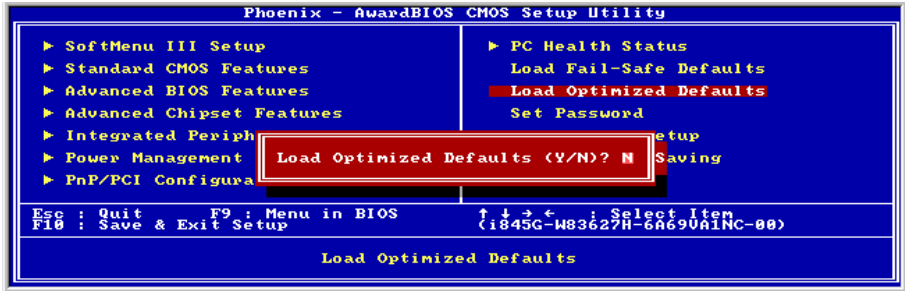 Phoenix - AwardBIOS CMOS Setup Utility
SoftMenu III Setup
Standard CMOS Features
Advanced BIOS Features
Advanced Chipset Features
Integrated Periph
Power Management
PnP/PCI Configura
PC Health Status
Load Fail-Safe Defaults
Load Optimized Defaults
Set Password
etup
Saving
Load Optimized Defaults (Y/N)? N
Esc : Quit F9 : Menu in BIOS ↑ ↓ → ← : Select Item
F10 : Save & Exit Setup (i845G-W83627H-6A69VA1NC-00)
Load Optimized Defaults